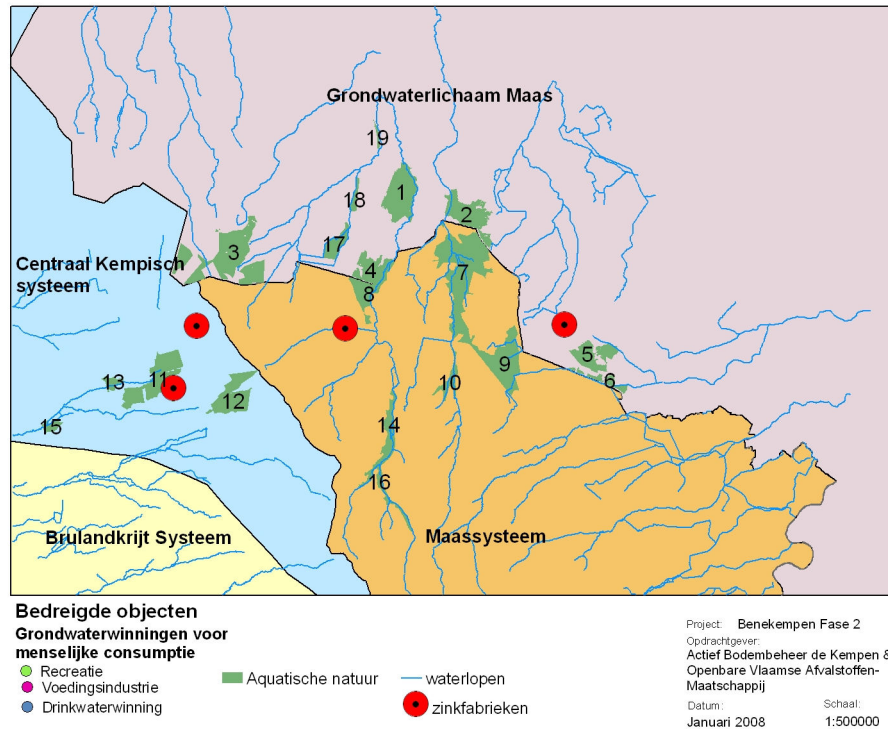 Grondwaterlichaam Maas
19
1
18
2
17
3
4
7
Centraal Kempisch
systeem
8
5
9
6
13
11
10
12
14
15
16
Brulandkrijt Systeem
Maassysteem
Bedreigde objecten
Grondwaterwinningen voor
menselijke consumptie
Recreatie
Voedingsindustrie
Drinkwaterwinning
Aquatische natuur
waterlopen
zinkfabrieken
Project: Benekempen Fase 2
Opdrachtgever:
Actief Bodembeheer de Kempen &
Openbare Vlaamse Afvalstoffen-
Maatschappij
Datum: Schaal:
Januari 2008 1:500000